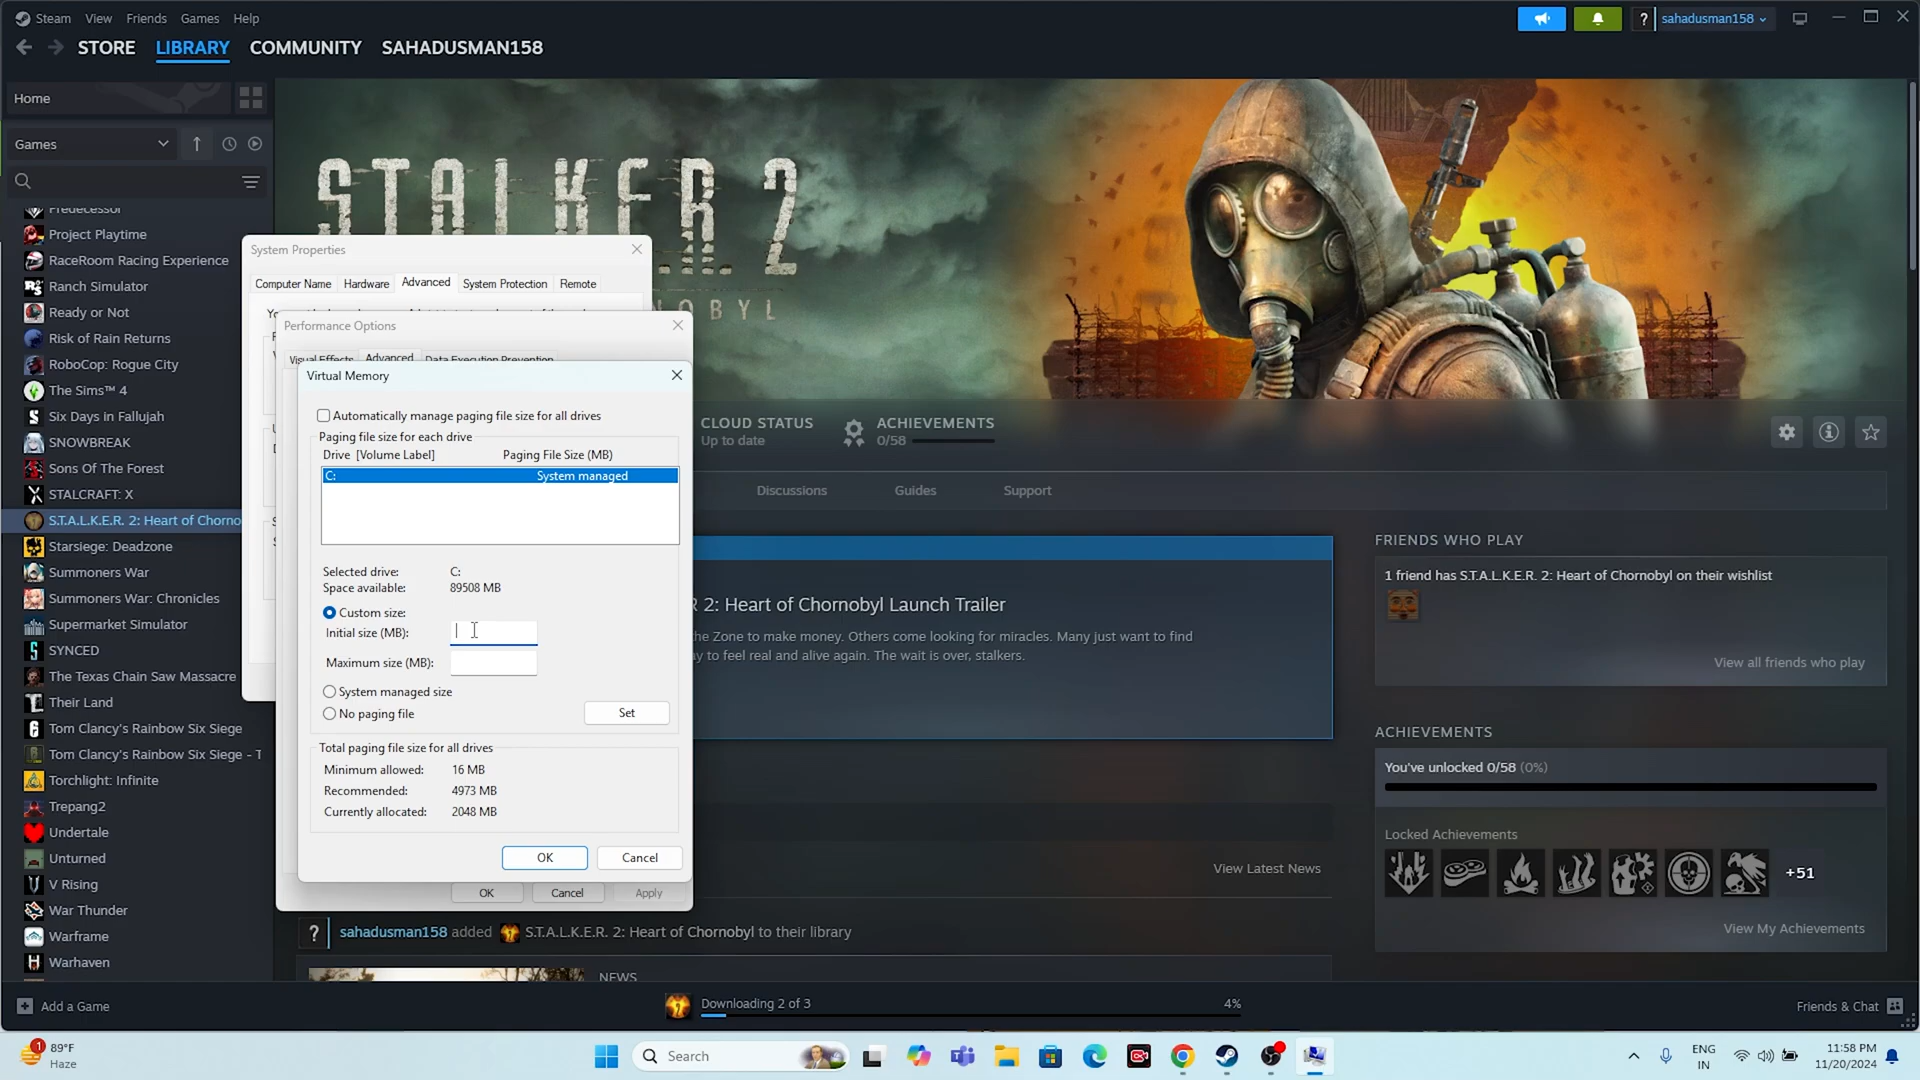 Steam View Friends Games Help
? sahadusman158
STORE LIBRARY COMMUNITY SAHADUSMAN158
Home
Games
Predecessor
Project Playtime
RaceRoom Racing Experience
Ranch Simulator
Ready or Not
Risk of Rain Returns
RoboCop: Rogue City
The Sims™ 4
Six Days in Fallujah
SNOWBREAK
Sons Of The Forest
STALCRAFT: X
S.T.A.L.K.E.R. 2: Heart of Chorno
Starsiege: Deadzone
Summoners War
Summoners War: Chronicles
Supermarket Simulator
SYNCED
The Texas Chain Saw Massacre
Their Land
Tom Clancy's Rainbow Six Siege
Tom Clancy's Rainbow Six Siege - T
Torchlight: Infinite
Trepang2
Undertale
Unturned
V Rising
War Thunder
Warframe
Warhaven
Add a Game
STALKER 2
OBYL
System Properties
Computer Name Hardware Advanced System Protection Remote
Performance Options
Visual Effects Advanced Data Execution Prevention
Virtual Memory
Automatically manage paging file size for all drives
Paging file size for each drive
Drive [Volume Label] Paging File Size (MB)
C: System managed
Selected drive: C:
Space available: 89508 MB
Custom size:
Initial size (MB):
Maximum size (MB):
System managed size
No paging file
Set
Total paging file size for all drives
Minimum allowed: 16 MB
Recommended: 4973 MB
Currently allocated: 2048 MB
OK Cancel
OK Cancel Apply
CLOUD STATUS
Up to date
ACHIEVEMENTS
0/58
Discussions Guides Support
2: Heart of Chornobyl Launch Trailer
the Zone to make money. Others come looking for miracles. Many just want to find
to feel real and alive again. The wait is over, stalkers.
View Latest News
? sahadusman158 added S.T.A.L.K.E.R. 2: Heart of Chornobyl to their library
NEWS
FRIENDS WHO PLAY
1 friend has S.T.A.L.K.E.R. 2: Heart of Chornobyl on their wishlist
View all friends who play
ACHIEVEMENTS
You've unlocked 0/58 (0%)
Locked Achievements
+51
View My Achievements
Downloading 2 of 3 4%
Friends & Chat
1
89°F
Haze
Search
ENG
IN
11:58 PM
11/20/2024